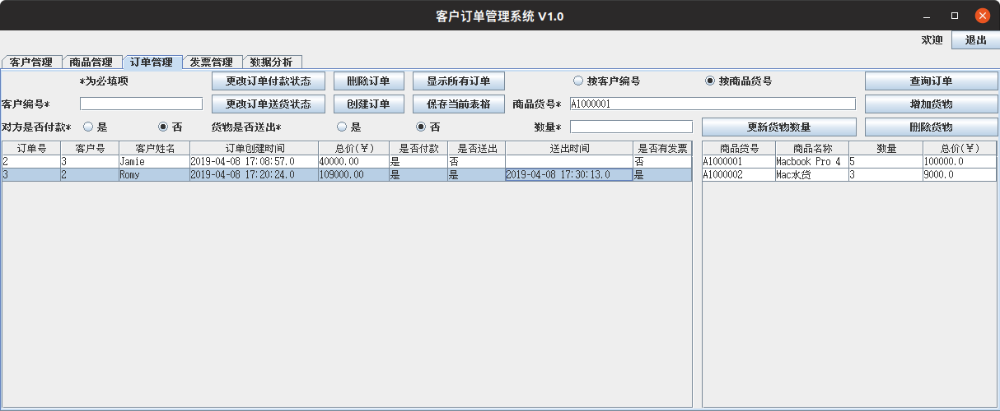 客户订单管理系统 V1.0
欢迎 退出
客户管理 商品管理 订单管理 发票管理 数据分析
*为必填项 更改订单付款状态 删除订单 显示所有订单 按客户编号 按商品货号 查询订单
客户编号* 更改订单送货状态 创建订单 保存当前表格 商品货号* A1000001 增加货物
对方是否付款* 是 否 货物是否送出* 是 否 数量* 更新货物数量 删除货物
订单号 客户号 客户姓名 订单创建时间 总价(¥) 是否付款 是否送出 送出时间 是否有发票 商品货号 商品名称 数量 总价(¥)
2 3 Jamie 2019-04-08 17:08:57.0 40000.00 是 否 否 A1000001 Macbook Pro 4 5 100000.0
3 2 Romy 2019-04-08 17:20:24.0 109000.00 是 是 2019-04-08 17:30:13.0 是 A1000002 Mac水货 3 9000.0